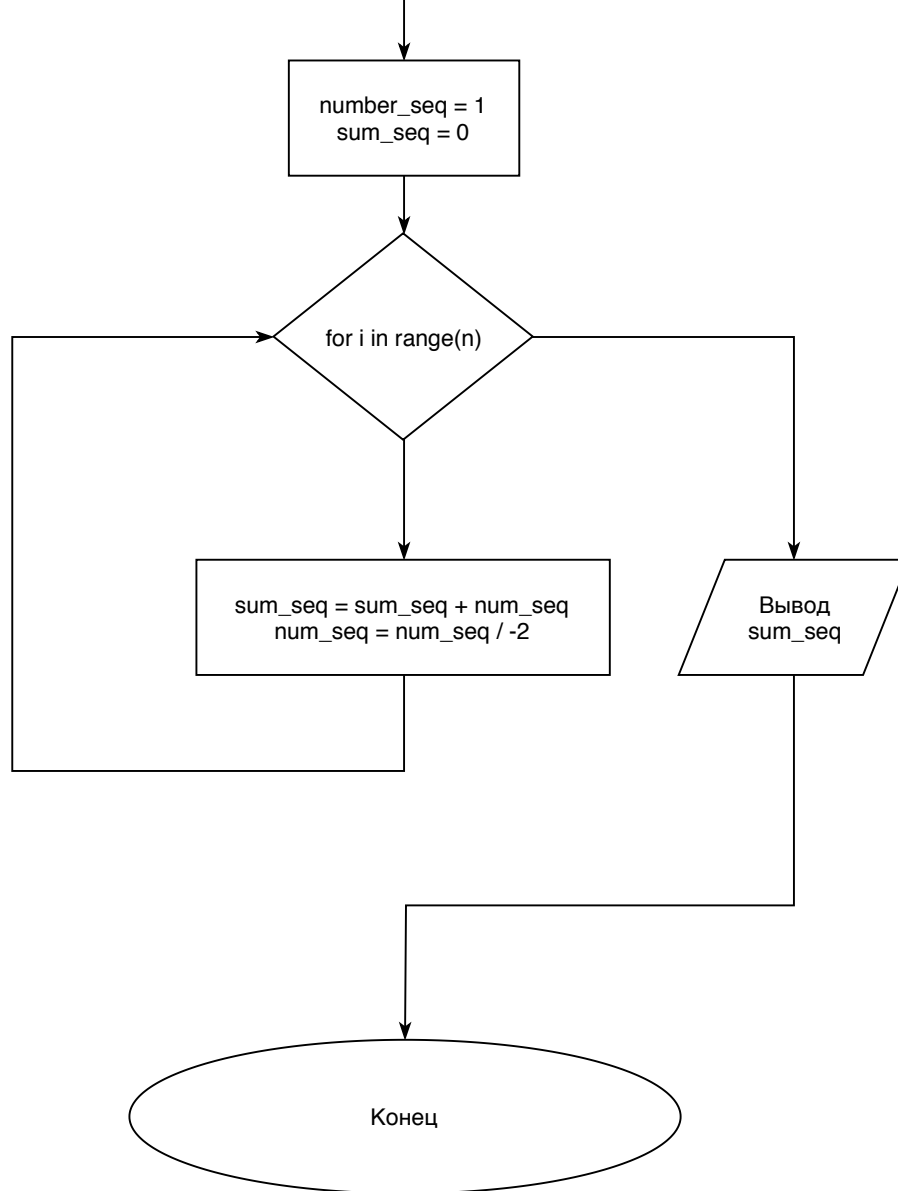 number_seq = 1
sum_seq = 0
for i in range(n)
sum_seq = sum_seq + num_seq
num_seq = num_seq / -2
Вывод
sum_seq
Конец